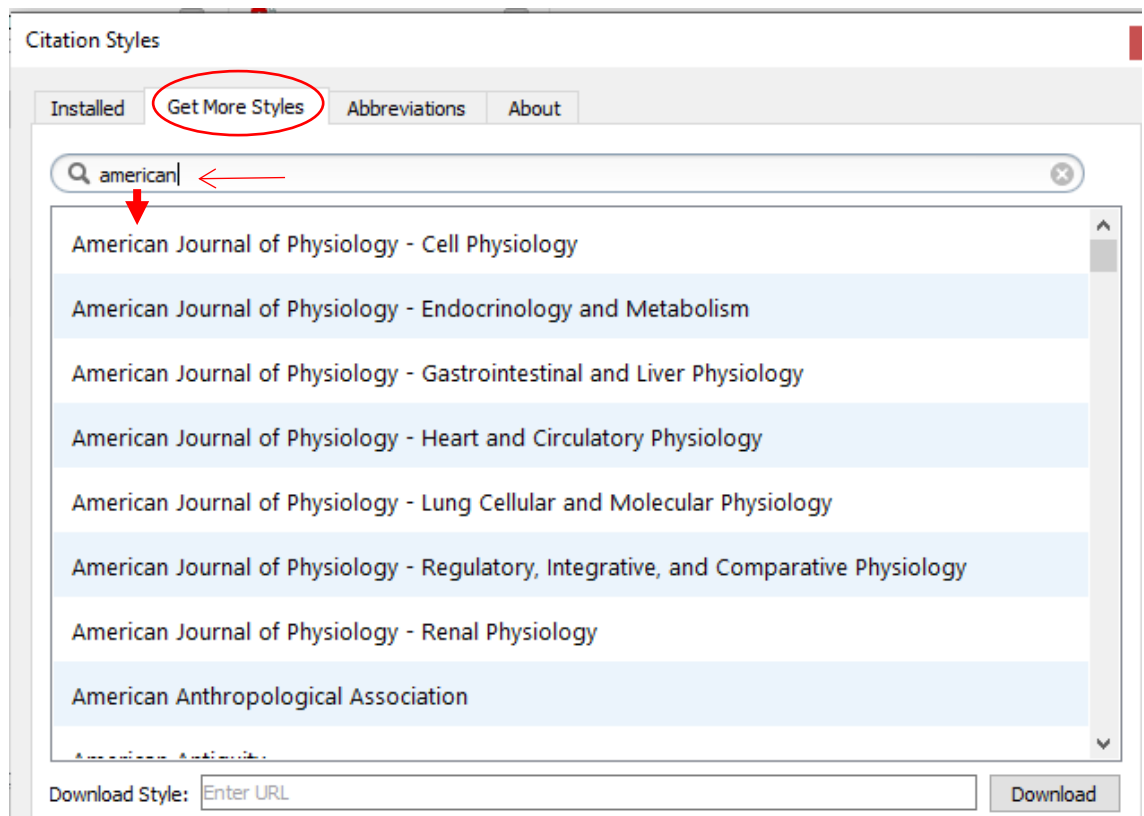 Citation Styles
Installed Get More Styles Abbreviations About
american
American Journal of Physiology - Cell Physiology
American Journal of Physiology - Endocrinology and Metabolism
American Journal of Physiology - Gastrointestinal and Liver Physiology
American Journal of Physiology - Heart and Circulatory Physiology
American Journal of Physiology - Lung Cellular and Molecular Physiology
American Journal of Physiology - Regulatory, Integrative, and Comparative Physiology
American Journal of Physiology - Renal Physiology
American Anthropological Association
American Antiquity
Download Style: Enter URL Download